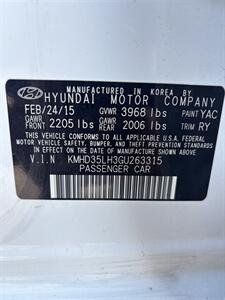 MANUFACTURED IN KOREA BY
HYUNDAI MOTOR COMPANY
FEB/24/15 GVWR 3968 lbs PAINT YAC
GAWR FRONT 2205 lbs GAWR REAR 2006 lbs TRIM RY
THIS VEHICLE CONFORMS TO ALL APPLICABLE U.S.A. FEDERAL
MOTOR VEHICLE SAFETY, BUMPER, AND THEFT PREVENTION
STANDARDS IN EFFECT ON THE DATE OF MANUFACTURE SHOWN ABOVE.
V.I.N KMHD35LH3GU263315
PASSENGER CAR